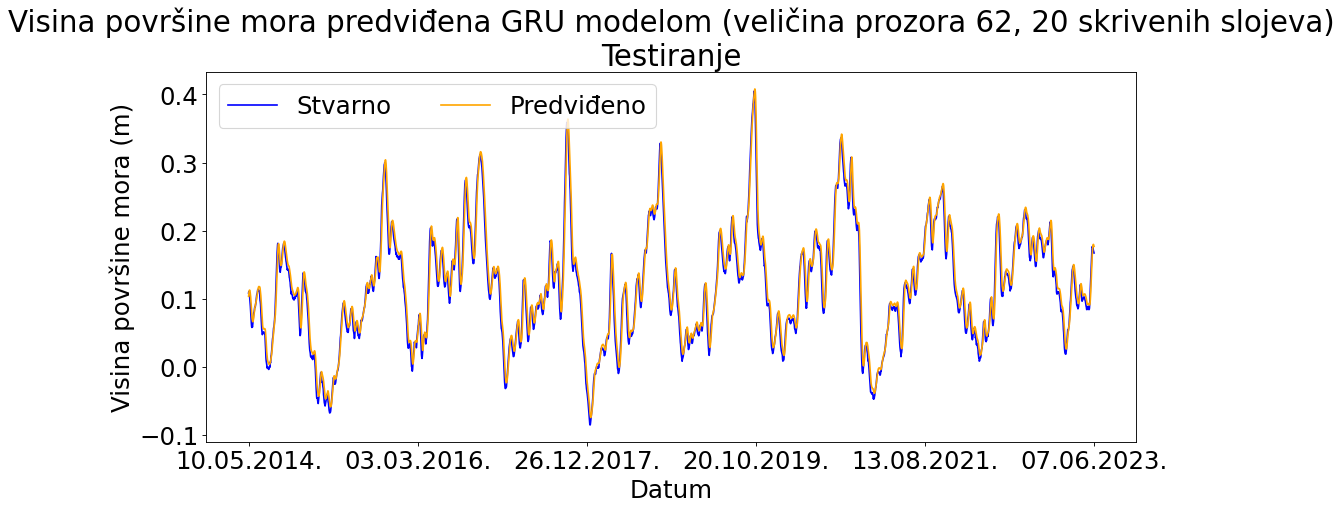 Visina površine mora predviđena GRU modelom (veličina prozora 62, 20 skrivenih slojeva)
Testiranje
Stvarno
Predviđeno
Visina površine mora (m)
0.4
0.3
0.2
0.1
0.0
−0.1
10.05.2014.
03.03.2016.
26.12.2017.
20.10.2019.
13.08.2021.
07.06.2023.
Datum